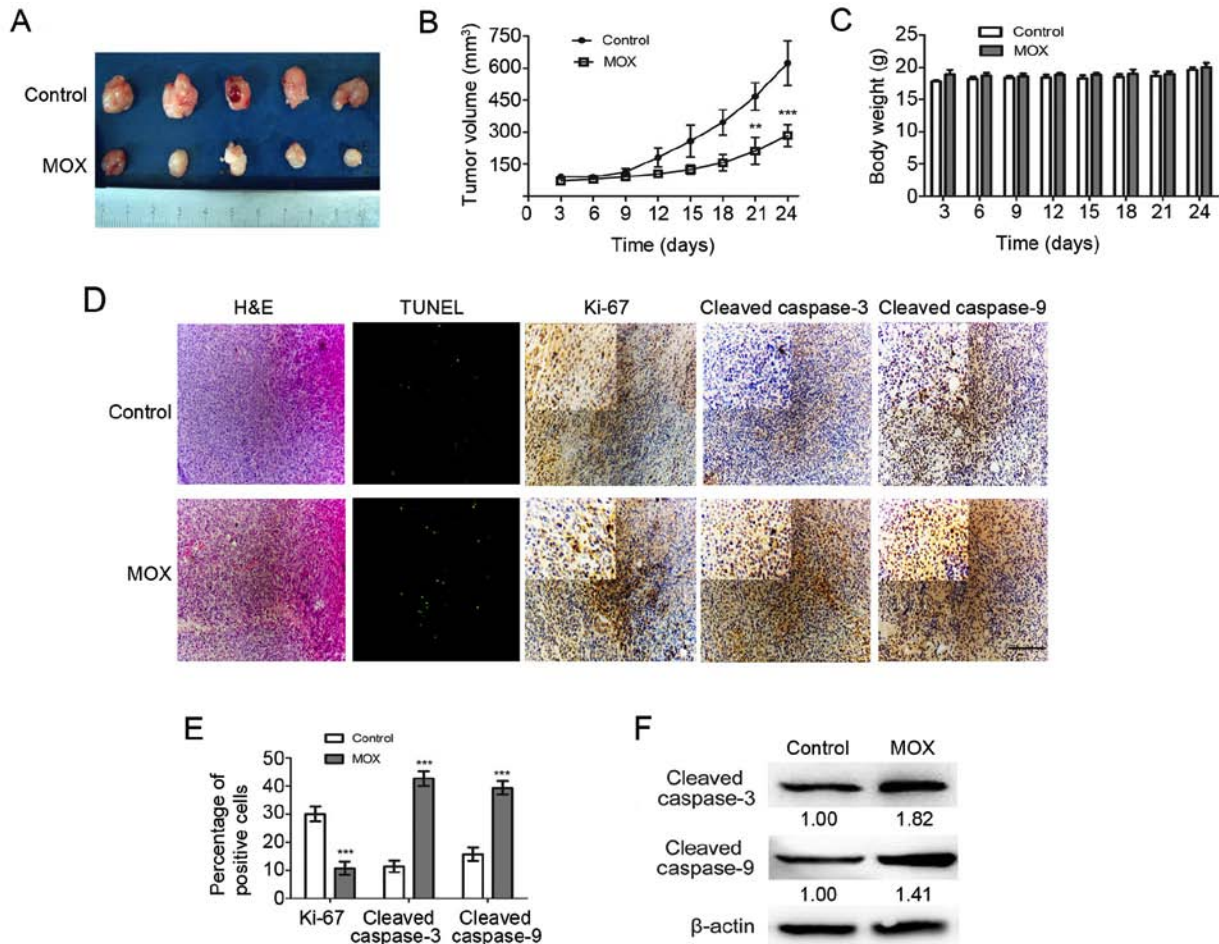 A
Control
MOX
B
Tumor volume (mm³)
750
600
450
300
150
Control
MOX
**
***
0 3 6 9 12 15 18 21 24
Time (days)
C
Body weight (g)
25
20
15
10
5
0
Control
MOX
3 6 9 12 15 18 21 24
Time (days)
D
H&E TUNEL Ki-67 Cleaved caspase-3 Cleaved caspase-9
Control
MOX
E
Percentage of
positive cells
50
40
30
20
10
0
Control
MOX
***
***
***
Ki-67 Cleaved Cleaved
caspase-3 caspase-9
F
Control MOX
Cleaved
caspase-3
1.00 1.82
Cleaved
caspase-9
1.00 1.41
β-actin